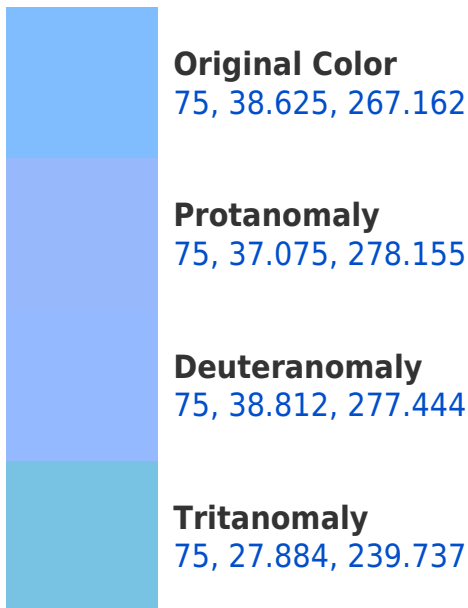 Original Color
75, 38.625, 267.162
Protanomaly
75, 37.075, 278.155
Deuteranomaly
75, 38.812, 277.444
Tritanomaly
75, 27.884, 239.737